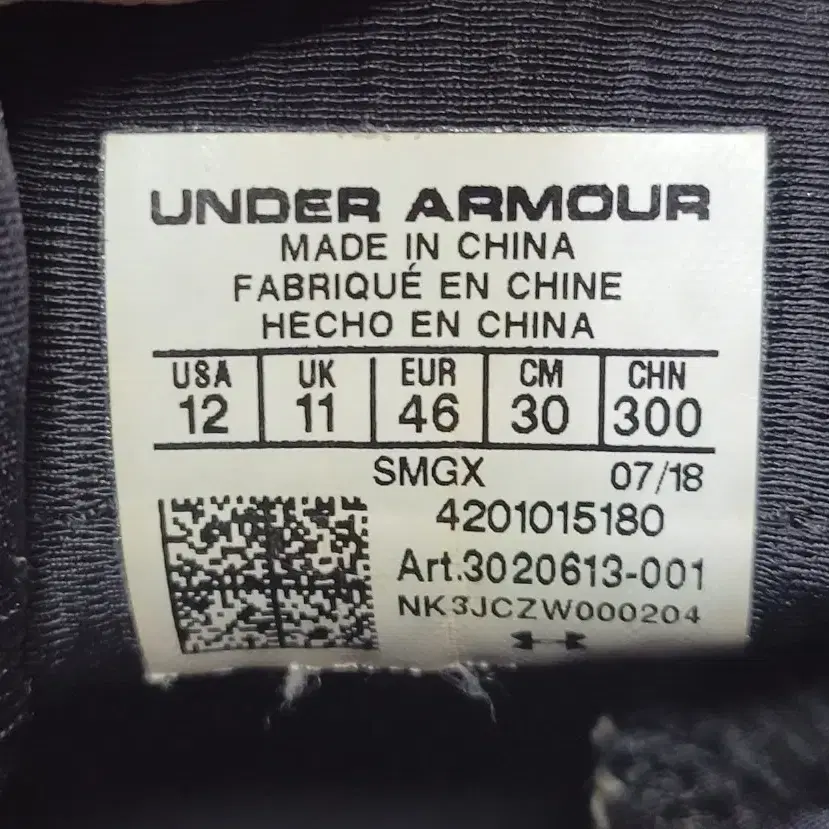 UNDER ARMOUR
MADE IN CHINA
FABRIQUÉ EN CHINE
HECHO EN CHINA
USA UK EUR CM CHN
12 11 46 30 300
SMGX 07/18
4201015180
Art.3020613-001
NK3JCZW000204